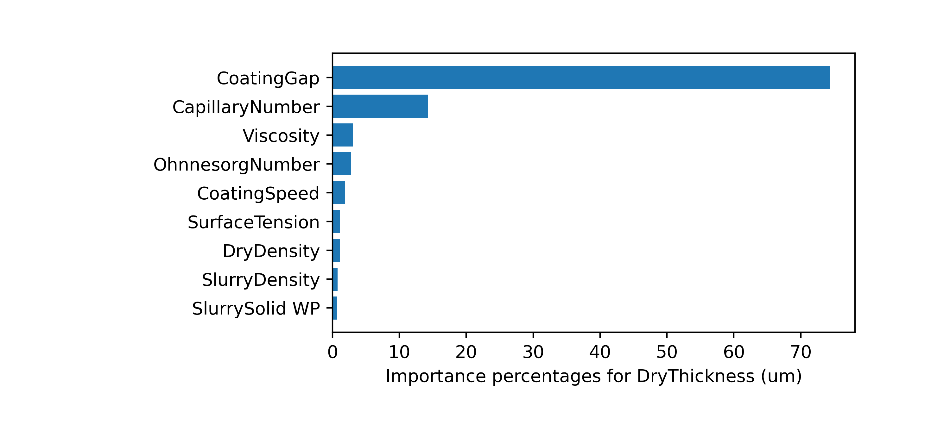 CoatingGap
CapillaryNumber
Viscosity
OhnnesorgNumber
CoatingSpeed
SurfaceTension
DryDensity
SlurryDensity
SlurrySolid WP
0 10 20 30 40 50 60 70
Importance percentages for DryThickness (um)